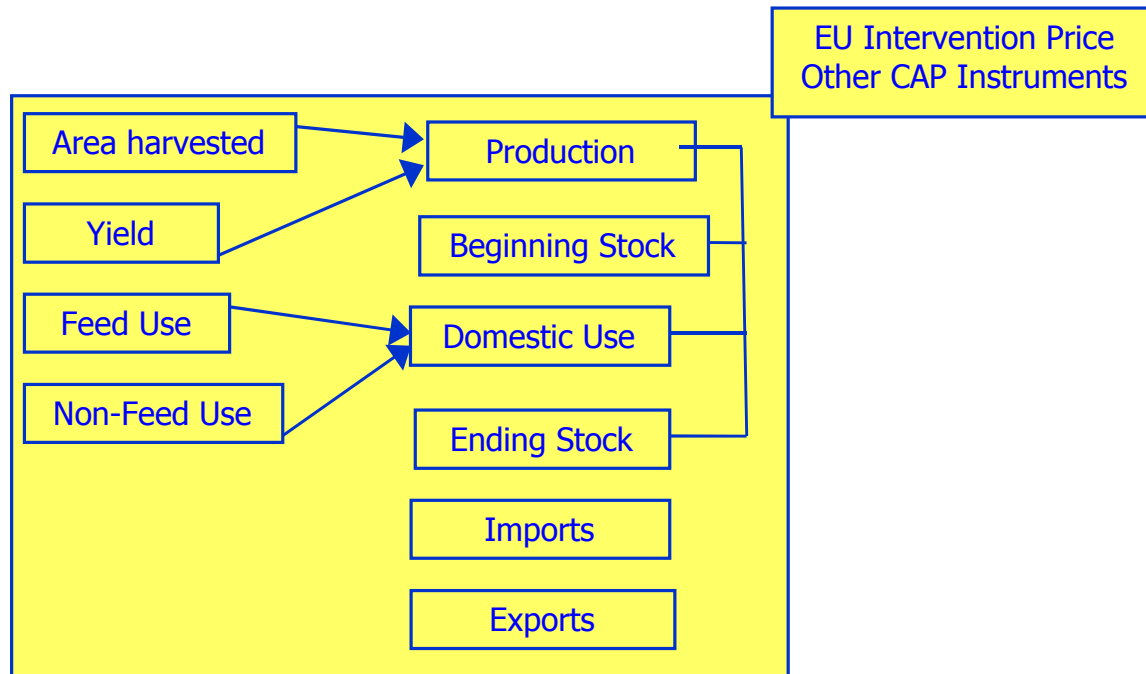 EU Intervention Price
Other CAP Instruments
Area harvested
Production
Yield
Beginning Stock
Feed Use
Domestic Use
Non-Feed Use
Ending Stock
Imports
Exports